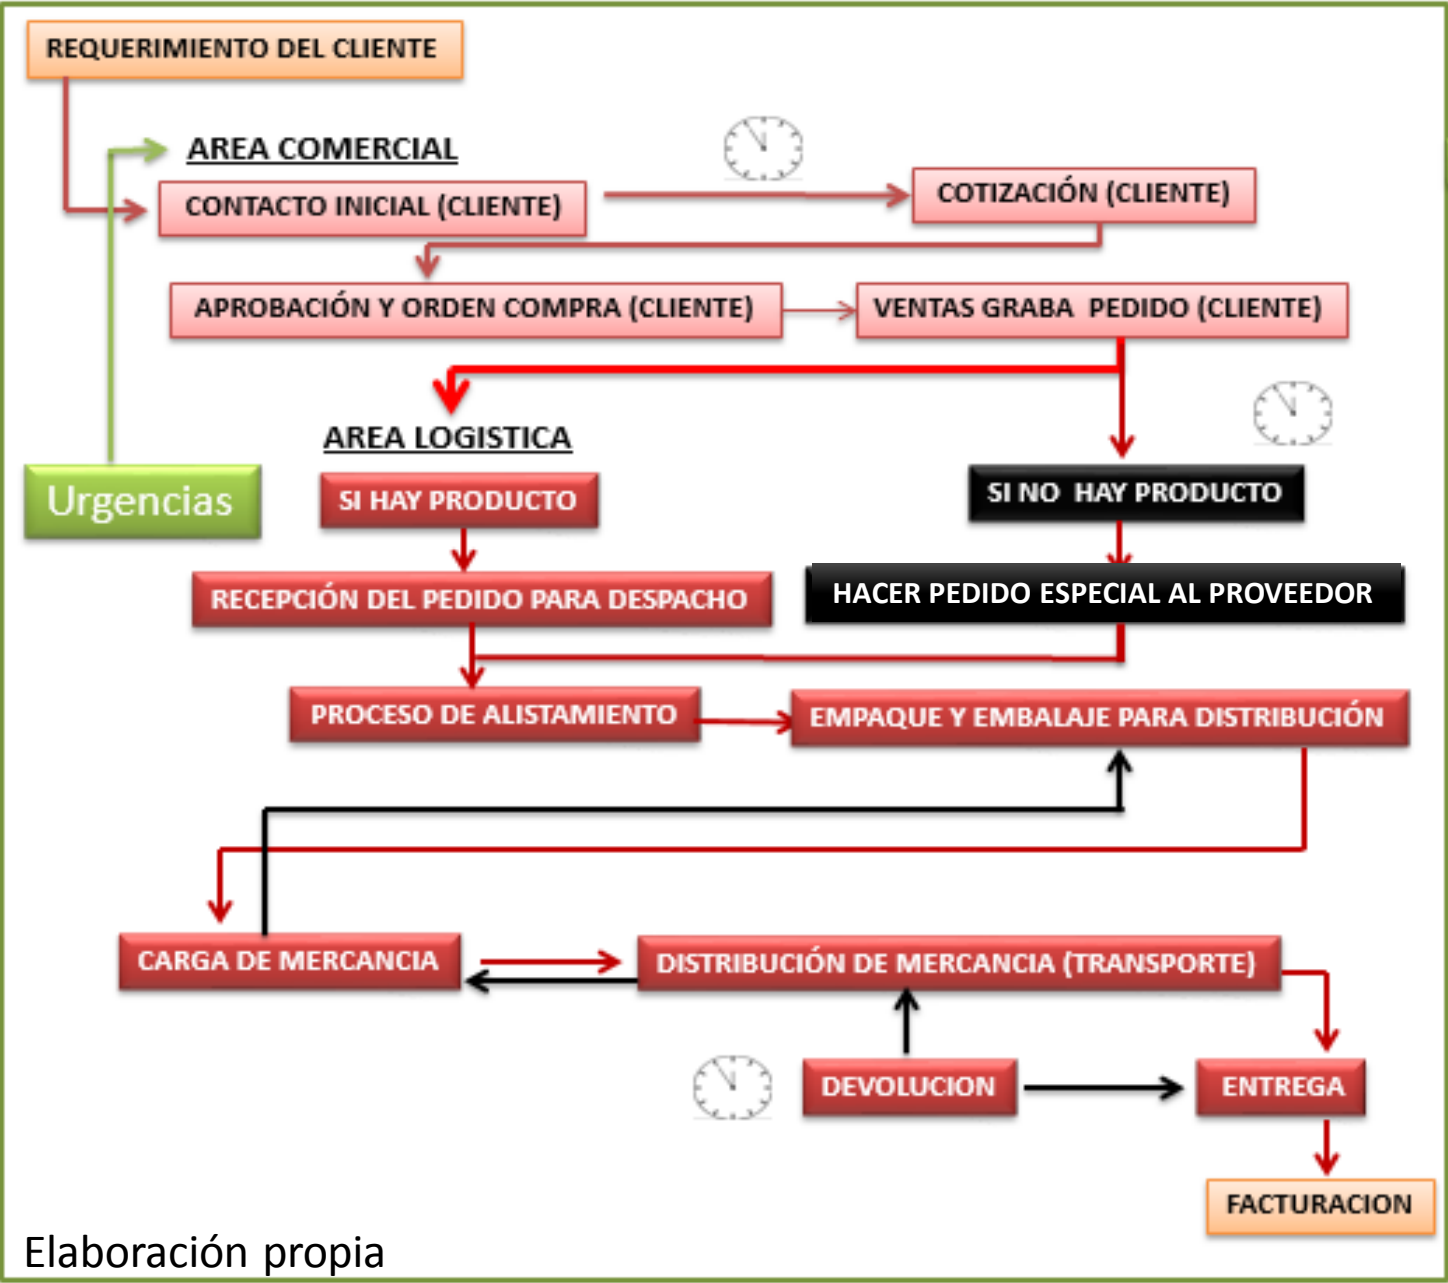 REQUERIMIENTO DEL CLIENTE
AREA COMERCIAL
CONTACTO INICIAL (CLIENTE)
COTIZACIÓN (CLIENTE)
APROBACIÓN Y ORDEN COMPRA (CLIENTE)
VENTAS GRABA PEDIDO (CLIENTE)
AREA LOGISTICA
Urgencias
SI HAY PRODUCTO
SI NO HAY PRODUCTO
RECEPCIÓN DEL PEDIDO PARA DESPACHO
HACER PEDIDO ESPECIAL AL PROVEEDOR
PROCESO DE ALISTAMIENTO
EMPAQUE Y EMBALAJE PARA DISTRIBUCIÓN
CARGA DE MERCANCIA
DISTRIBUCIÓN DE MERCANCIA (TRANSPORTE)
DEVOLUCION
ENTREGA
FACTURACION
Elaboración propia